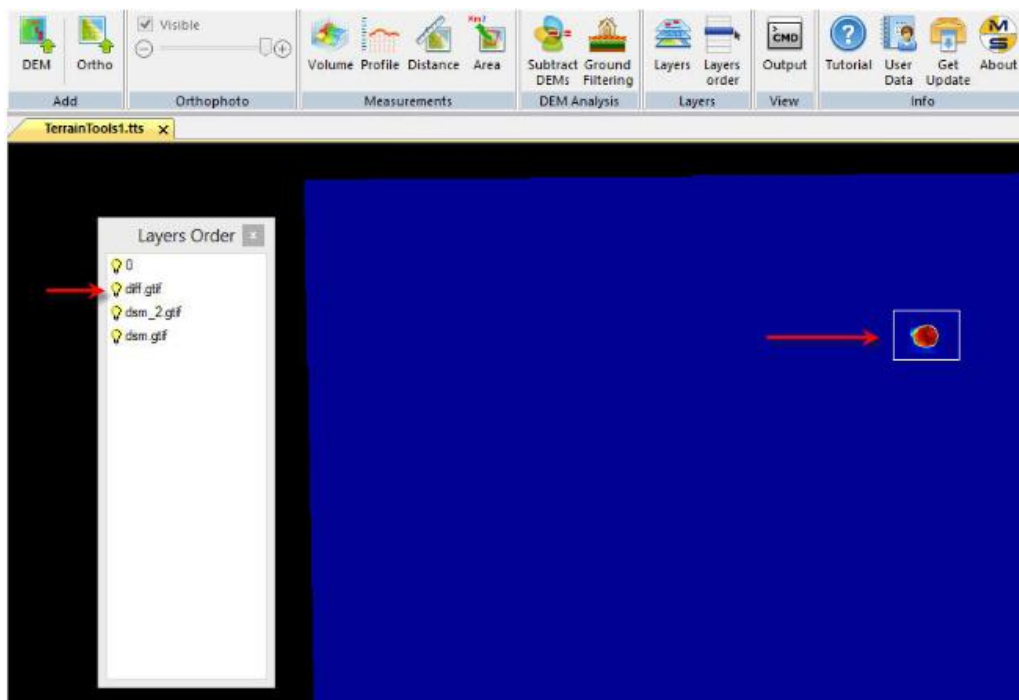 Visible
Km2
CMD
DEM Ortho Volume Profile Distance Area Subtract DEMs Ground Filtering Layers Layers order Output Tutorial User Data Get Update About
Add Orthophoto Measurements DEM Analysis Layers View Info
TerrainTools1.tts x
Layers Order x
0
diff.gtif
dsm_2.gtif
dsm.gtif